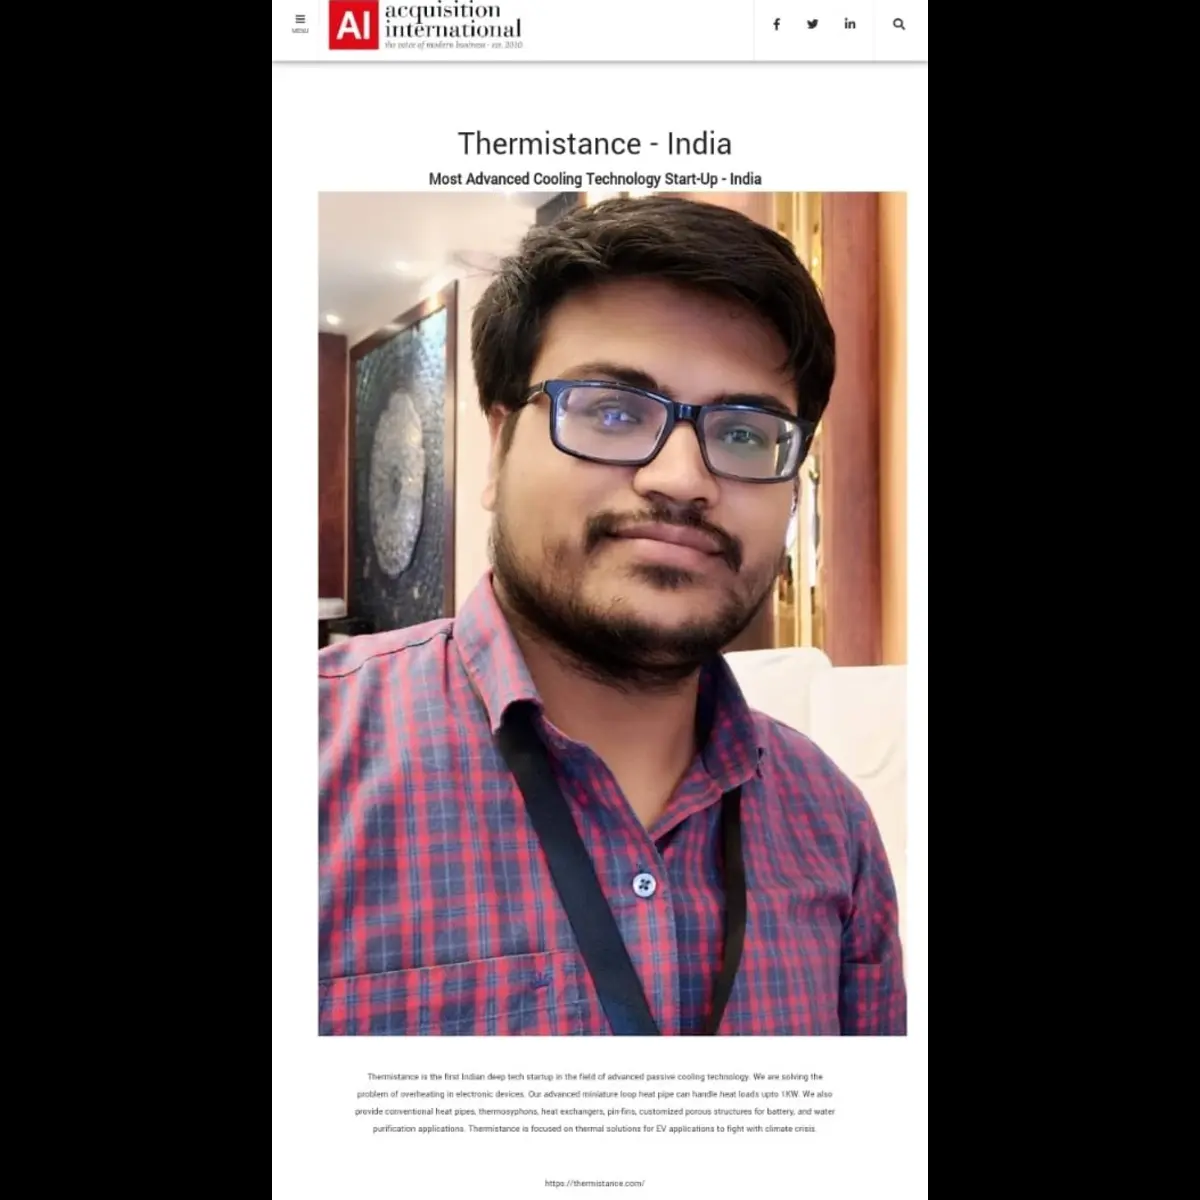 MENU
AI
acquisition
international
the voice of modern business - est. 2010
Thermistance - India
Most Advanced Cooling Technology Start-Up - India
Thermistance is the first Indian deep tech startup in the field of advanced passive cooling technology. We are solving the
problem of overheating in electronic devices. Our advanced miniature loop heat pipe can handle heat loads upto 1KW. We also
provide conventional heat pipes, thermosyphons, heat exchangers, pin-fins, customized porous structures for battery, and water
purification applications. Thermistance is focused on thermal solutions for EV applications to fight with climate crisis.
https://thermistance.com/